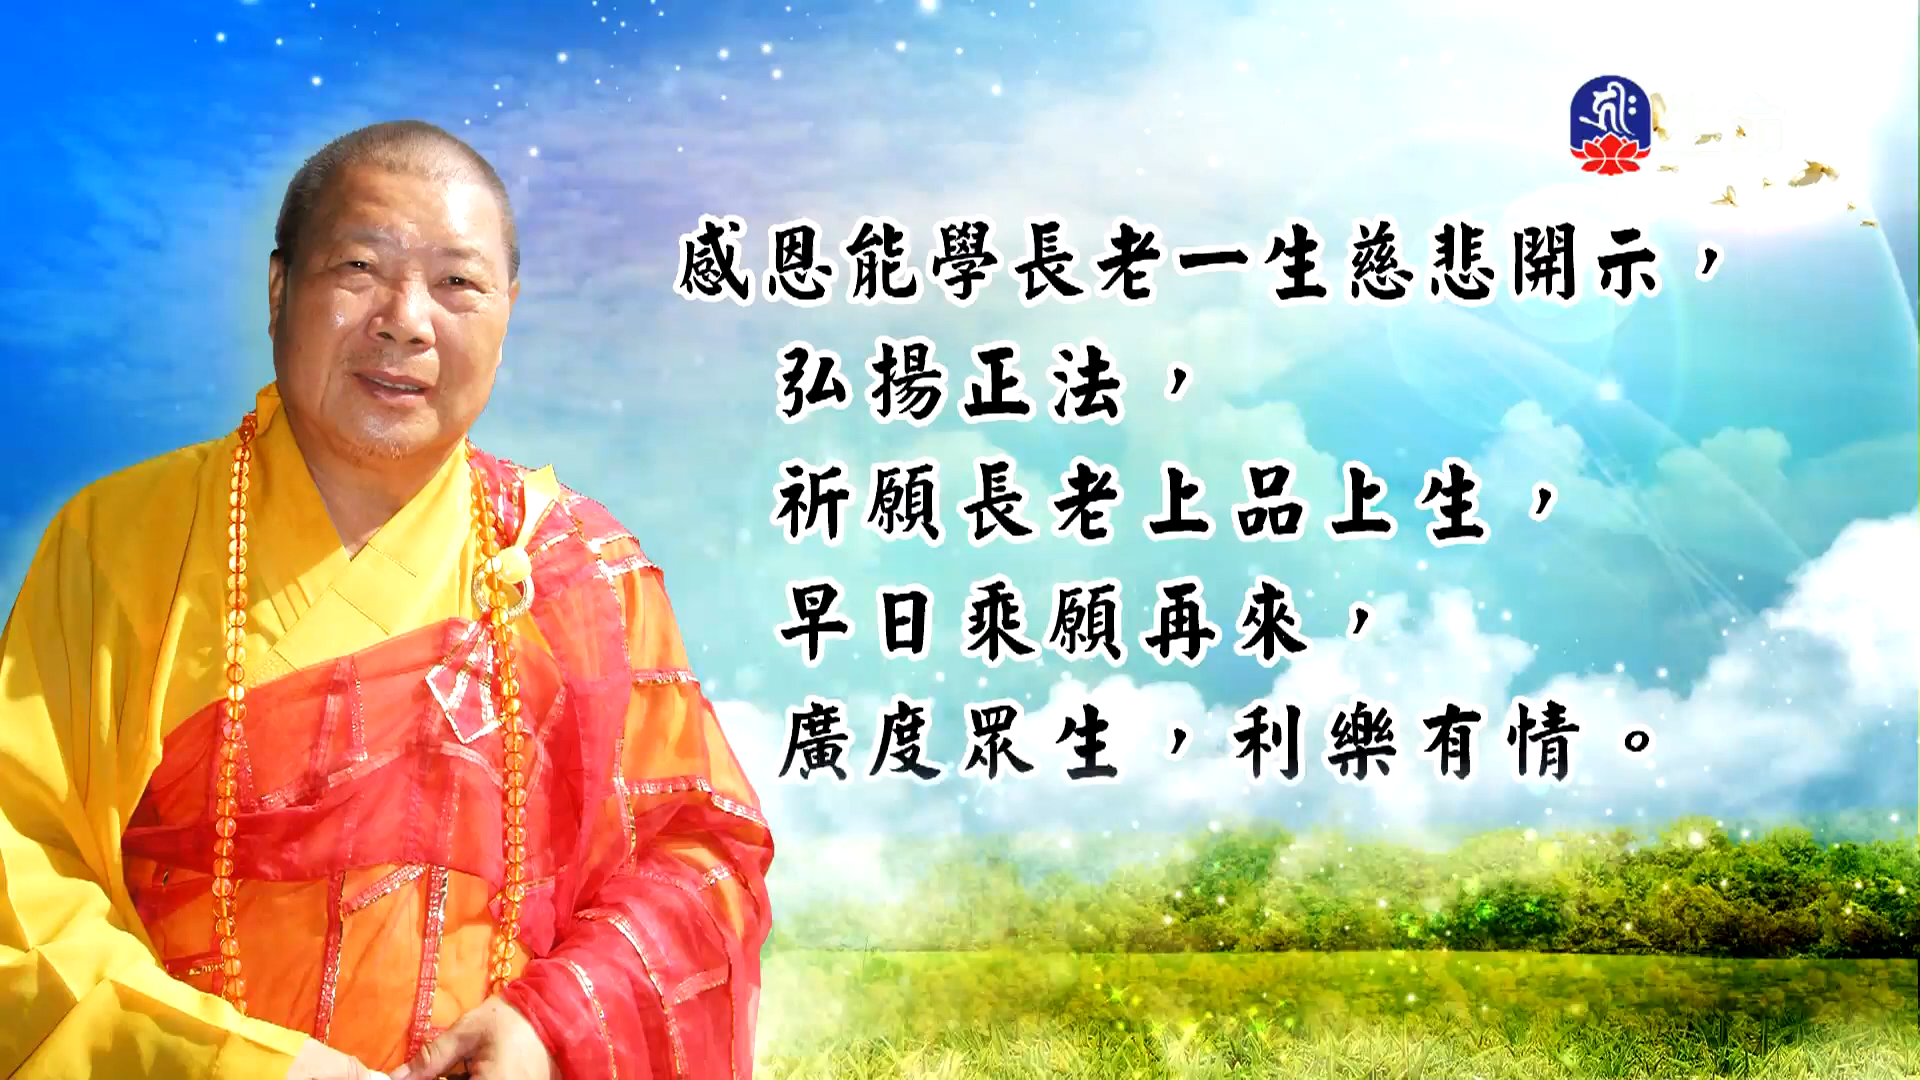 感恩能學長老一生慈悲開示，
弘揚正法，
祈願長老上品上生，
早日乘願再來，
廣度眾生，利樂有情。